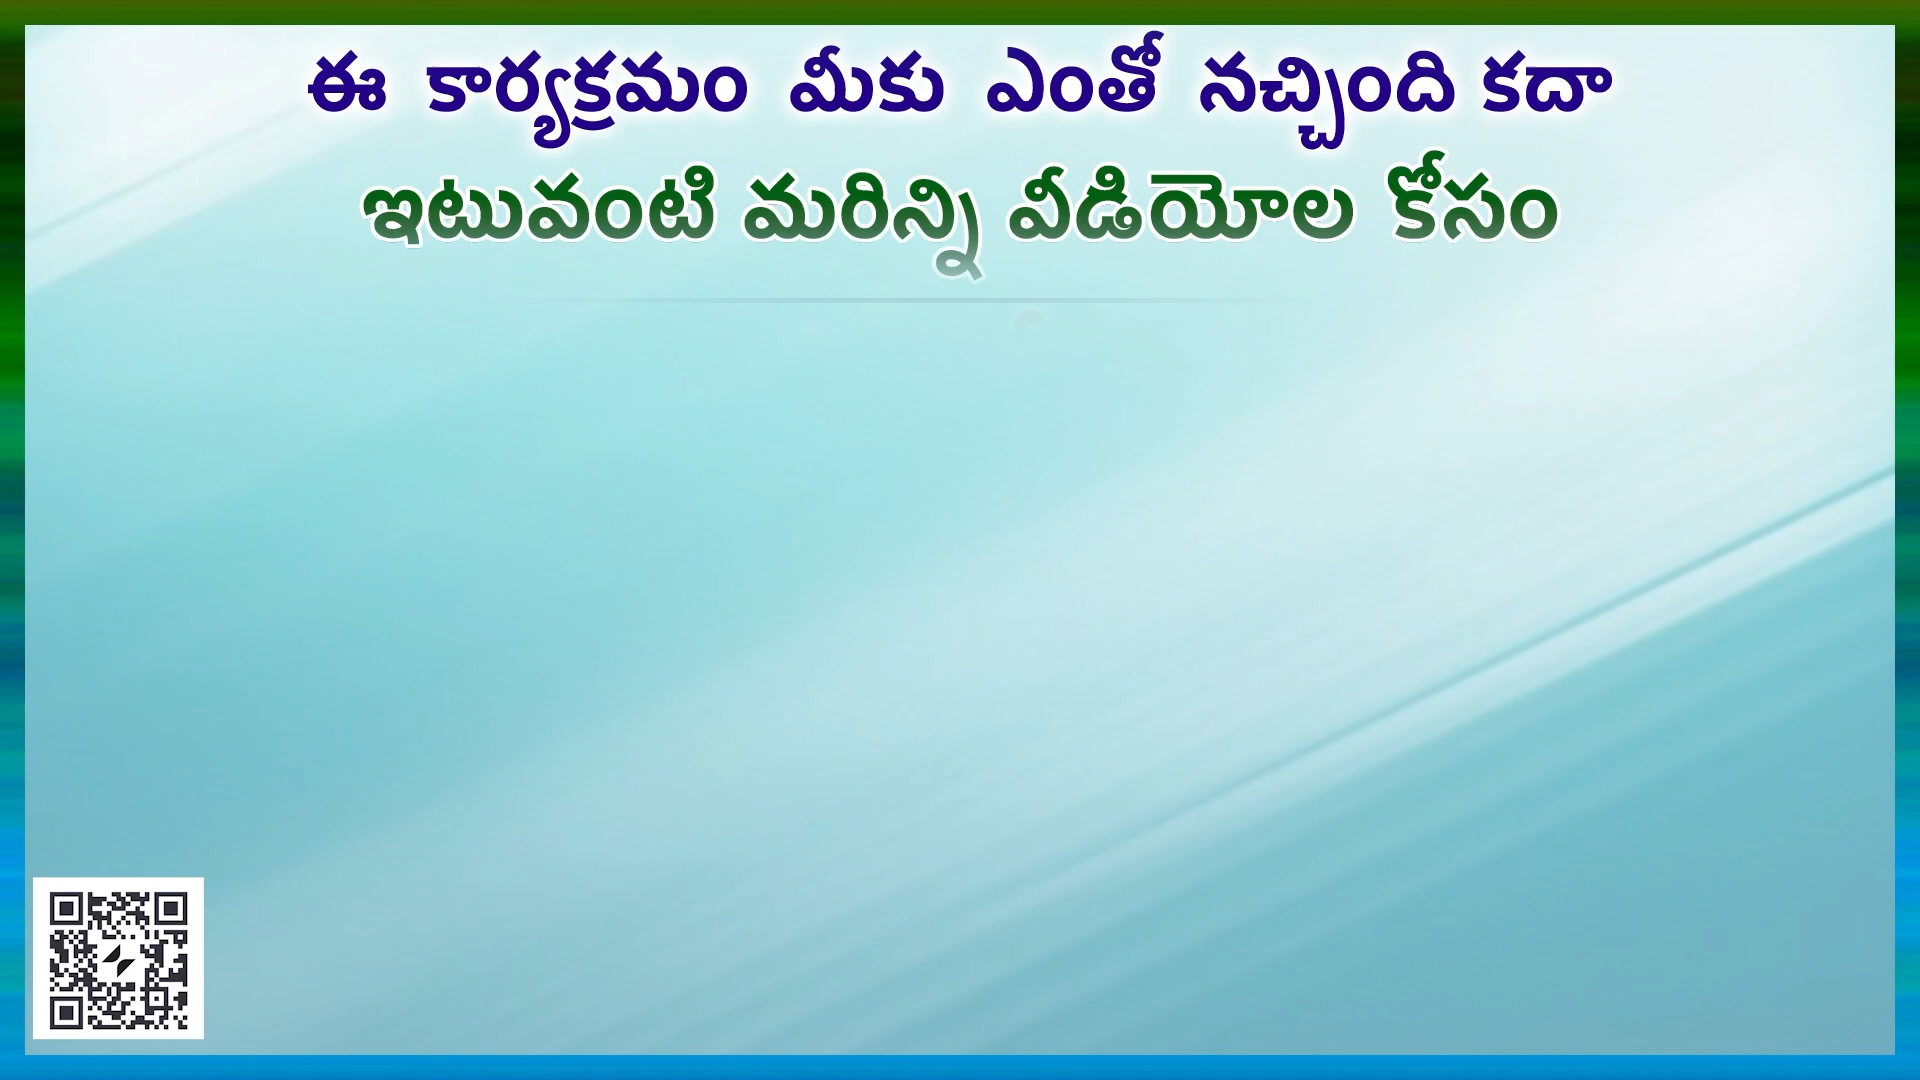 ఈ కార్యక్రమం మీకు ఎంతో నచ్చింది కదా
ఇటువంటి మరిన్ని వీడియోల కోసం